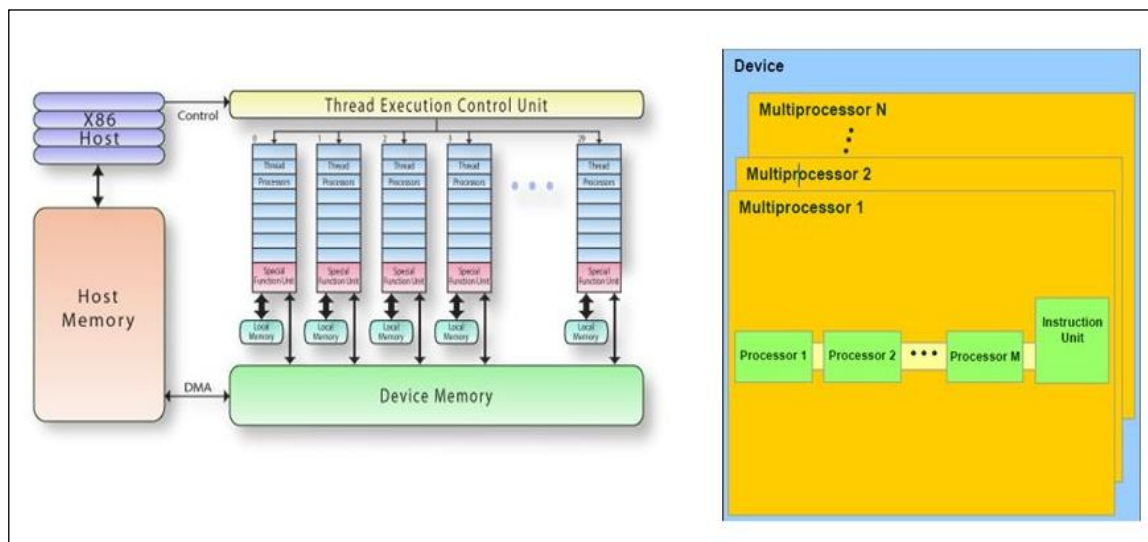 X86
Host
Control
Thread Execution Control Unit
0 1 2 3 29
Thread Thread Thread Thread Thread
Processors Processors Processors Processors Processors
Special Special Special Special Special
Function Unit Function Unit Function Unit Function Unit Function Unit
Local Local Local Local Local
Memory Memory Memory Memory Memory
Host
Memory
DMA
Device Memory
Device
Multiprocessor N
Multiprocessor 2
Multiprocessor 1
Processor 1
Processor 2
Processor M
Instruction
Unit